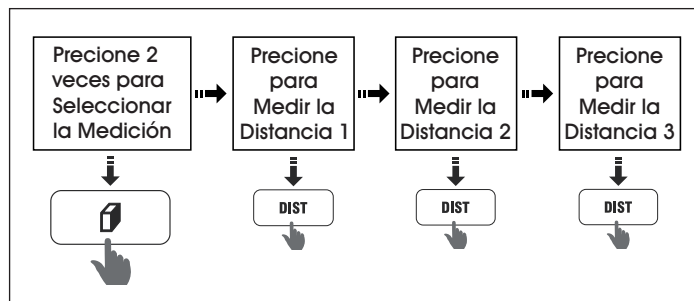 Precione 2
veces para
Seleccionar
la Medición
Precione
para
Medir la
Distancia 1
Precione
para
Medir la
Distancia 2
Precione
para
Medir la
Distancia 3
DIST
DIST
DIST